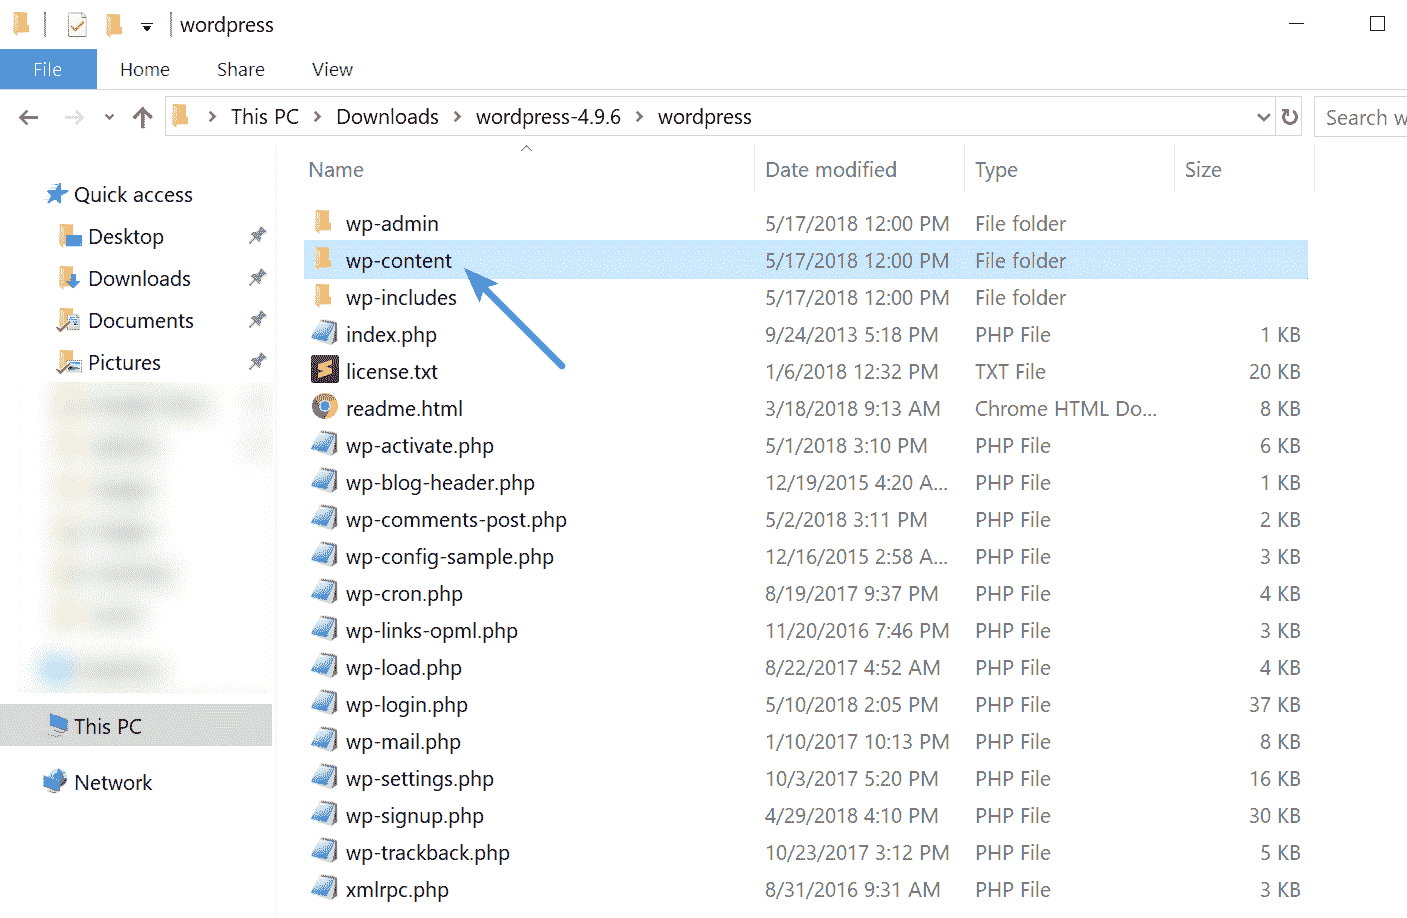 wordpress
File Home Share View
This PC > Downloads > wordpress-4.9.6 > wordpress
Search w
Name Date modified Type Size
Quick access
Desktop
Downloads
Documents
Pictures
This PC
Network
wp-admin 5/17/2018 12:00 PM File folder
wp-content 5/17/2018 12:00 PM File folder
wp-includes 5/17/2018 12:00 PM File folder
index.php 9/24/2013 5:18 PM PHP File 1 KB
license.txt 1/6/2018 12:32 PM TXT File 20 KB
readme.html 3/18/2018 9:13 AM Chrome HTML Do... 8 KB
wp-activate.php 5/1/2018 3:10 PM PHP File 6 KB
wp-blog-header.php 12/19/2015 4:20 A... PHP File 1 KB
wp-comments-post.php 5/2/2018 3:11 PM PHP File 2 KB
wp-config-sample.php 12/16/2015 2:58 A... PHP File 3 KB
wp-cron.php 8/19/2017 9:37 PM PHP File 4 KB
wp-links-opml.php 11/20/2016 7:46 PM PHP File 3 KB
wp-load.php 8/22/2017 4:52 AM PHP File 4 KB
wp-login.php 5/10/2018 2:05 PM PHP File 37 KB
wp-mail.php 1/10/2017 10:13 PM PHP File 8 KB
wp-settings.php 10/3/2017 5:20 PM PHP File 16 KB
wp-signup.php 4/29/2018 4:10 PM PHP File 30 KB
wp-trackback.php 10/23/2017 3:12 PM PHP File 5 KB
xmlrpc.php 8/31/2016 9:31 AM PHP File 3 KB